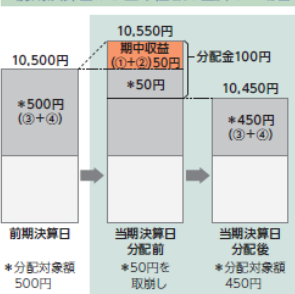 10,550円
期中収益
(①+②)50円
分配金100円
10,500円
*50円
10,450円
*500円
(③+④)
*450円
(③+④)
前期決算日
当期決算日
分配前
当期決算日
分配後
*分配対象額
500円
*50円を
取崩し
*分配対象額
450円